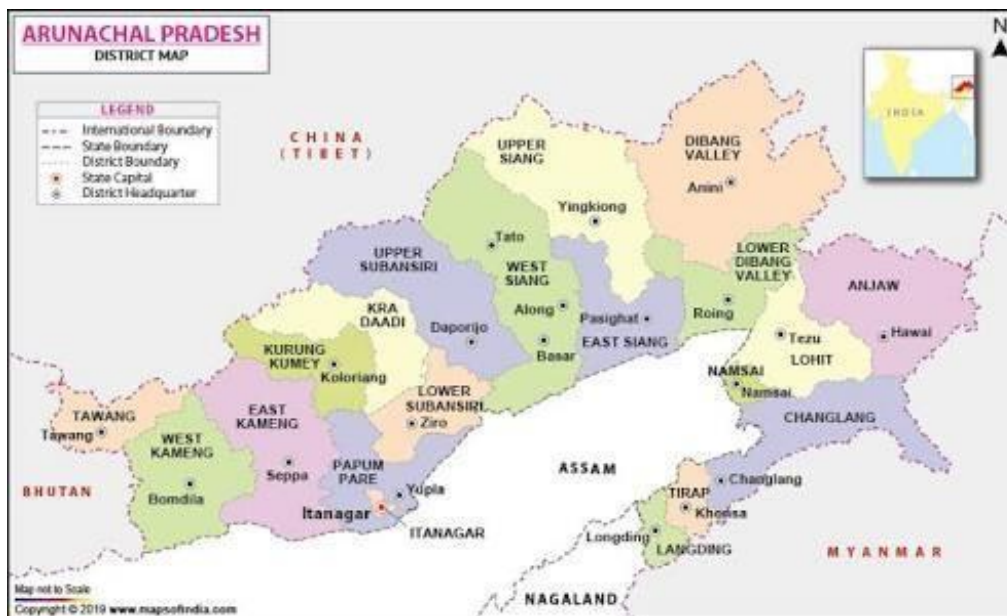 ARUNACHAL PRADESH
DISTRICT MAP
N
LEGEND
International Boundary
State Boundary
District Boundary
State Capital
District Headquarter
INDIA
CHINA
(TIBET)
UPPER
SIANG
DIBANG
VALLEY
Anini
Yingkiong
Tato
UPPER
SUBANSIRI
WEST
SIANG
LOWER
DIBANG
VALLEY
ANJAW
KRA
DAADI
Along
Pasighat
Roing
Daporijo
EAST SIANG
Tezu
Hawai
KURUNG
KUMEY
Basar
LOHIT
Koloriang
NAMSAI
Namsai
LOWER
SUBANSIRI
TAWANG
Tawang
EAST
KAMENG
Ziro
CHANGLANG
WEST
KAMENG
PAPUM
PARE
ASSAM
Seppa
Changlang
BHUTAN
Bomdila
Yupia
TIRAP
Itanagar
Khonsa
ITANAGAR
Longding
LANGDING
MYANMAR
NAGALAND
Map not to Scale
Copyright © 2019 www.mapsofindia.com